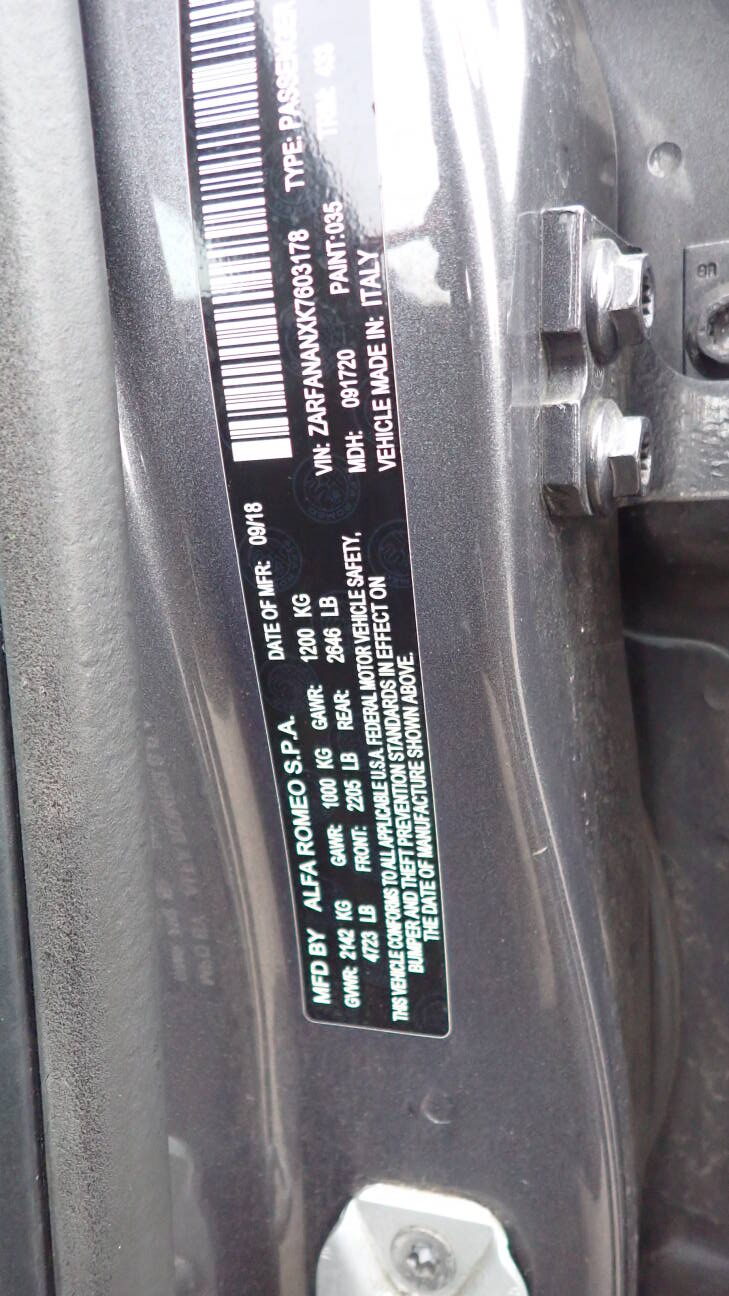 MFD BY ALFA ROMEO S.P.A. DATE OF MFR: 09/18
GVWR: 2142 KG GAWR: 1000 KG GAWR: 1200 KG
4723 LB FRONT: 2205 LB REAR: 2646 LB
THIS VEHICLE CONFORMS TO ALL APPLICABLE U.S.A. FEDERAL MOTOR VEHICLE SAFETY,
BUMPER AND THEFT PREVENTION STANDARDS IN EFFECT ON
THE DATE OF MANUFACTURE SHOWN ABOVE.
VIN: ZARFANANXK7603178 TYPE: PASSENGER
MDH: 091720 PAINT:035 TRIM: 433
VEHICLE MADE IN: ITALY